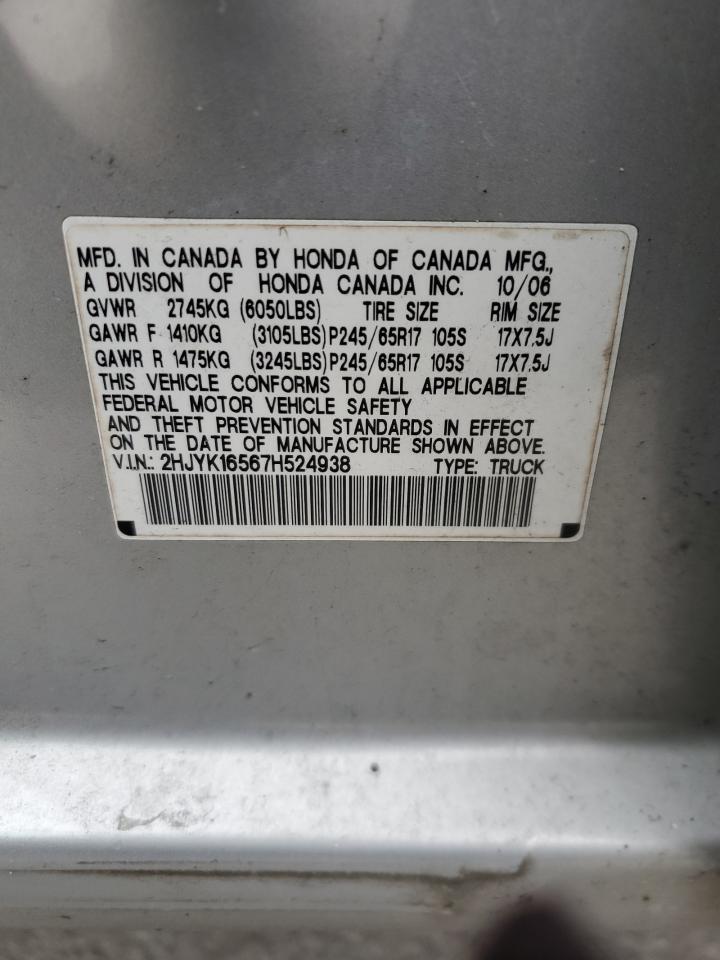 MFD. IN CANADA BY HONDA OF CANADA MFG.,
A DIVISION OF HONDA CANADA INC. 10/06
GVWR 2745KG (6050LBS) TIRE SIZE RIM SIZE
GAWR F 1410KG (3105LBS) P245/65R17 105S 17X7.5J
GAWR R 1475KG (3245LBS) P245/65R17 105S 17X7.5J
THIS VEHICLE CONFORMS TO ALL APPLICABLE
FEDERAL MOTOR VEHICLE SAFETY
AND THEFT PREVENTION STANDARDS IN EFFECT
ON THE DATE OF MANUFACTURE SHOWN ABOVE.
V.I.N.: 2HJYK16567H524938 TYPE: TRUCK